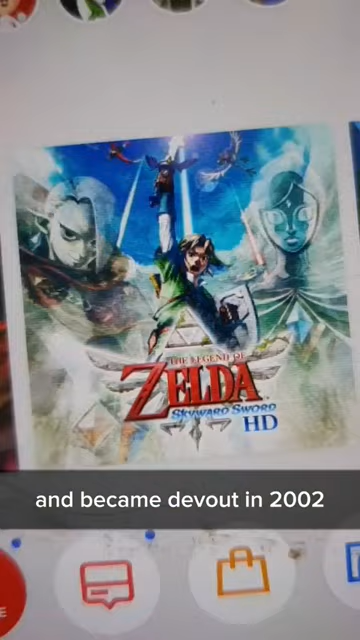 THE LEGEND OF
ZELDA
SKYWARD SWORD
HD
and became devout in 2002
E